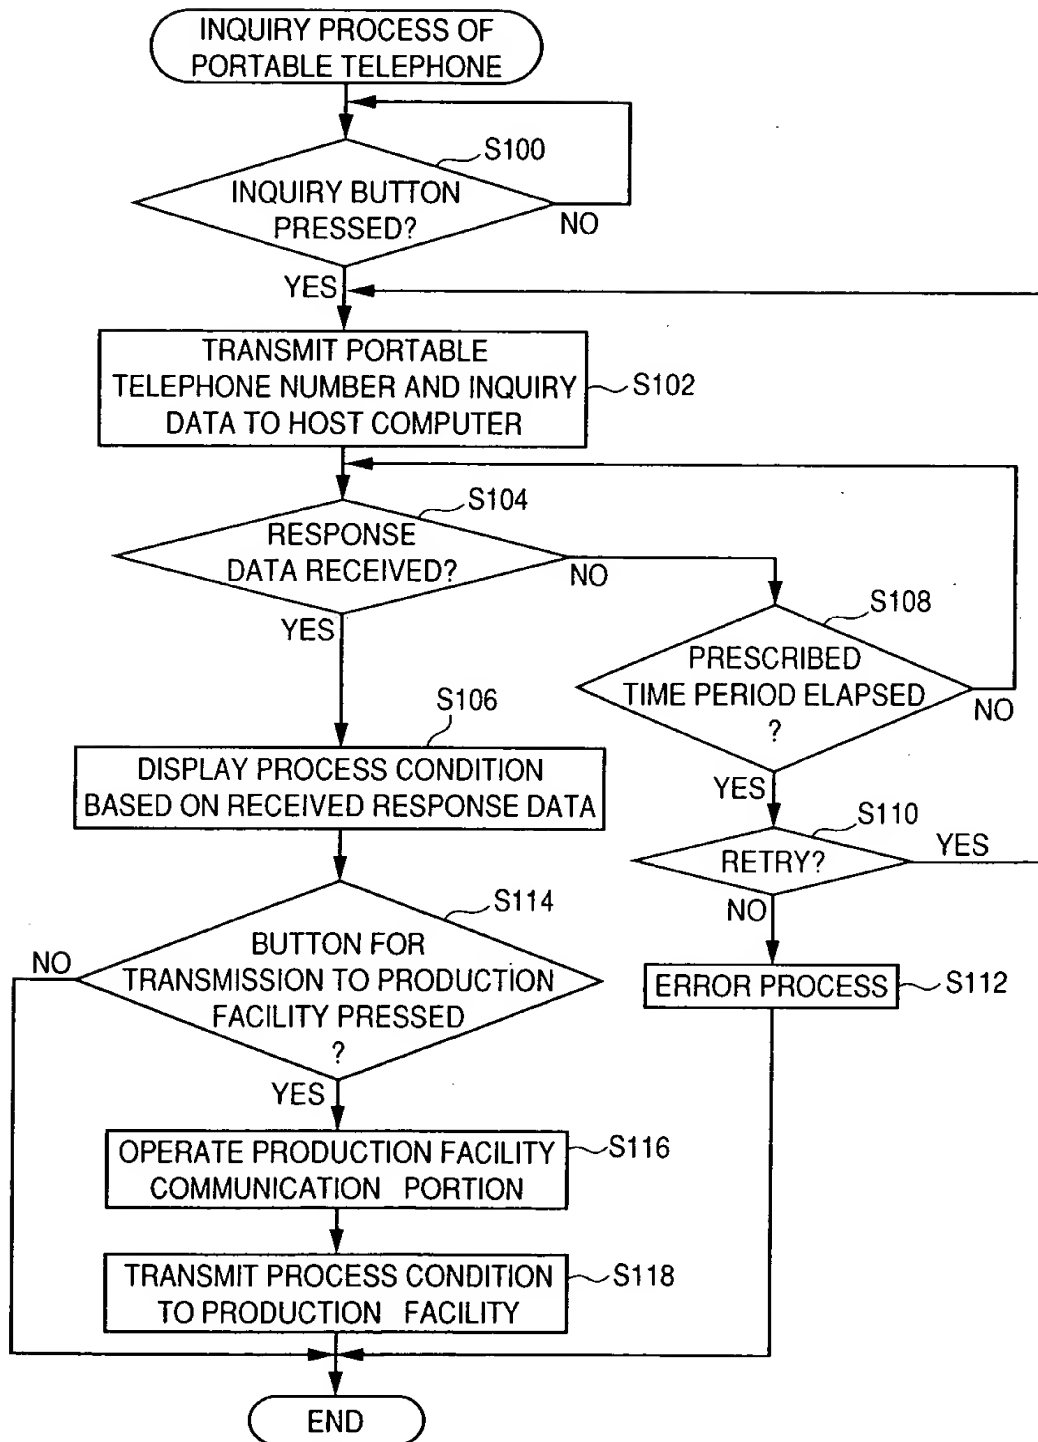 INQUIRY PROCESS OF
PORTABLE TELEPHONE
S100
INQUIRY BUTTON
PRESSED?
NO
YES
TRANSMIT PORTABLE
TELEPHONE NUMBER AND INQUIRY
DATA TO HOST COMPUTER
S102
S104
RESPONSE
DATA RECEIVED?
NO
YES
S108
PRESCRIBED
TIME PERIOD ELAPSED
?
NO
YES
S106
DISPLAY PROCESS CONDITION
BASED ON RECEIVED RESPONSE DATA
S110
RETRY?
YES
NO
S114
BUTTON FOR
TRANSMISSION TO PRODUCTION
FACILITY PRESSED
?
NO
YES
ERROR PROCESS
S112
OPERATE PRODUCTION FACILITY
COMMUNICATION PORTION
S116
TRANSMIT PROCESS CONDITION
TO PRODUCTION FACILITY
S118
END